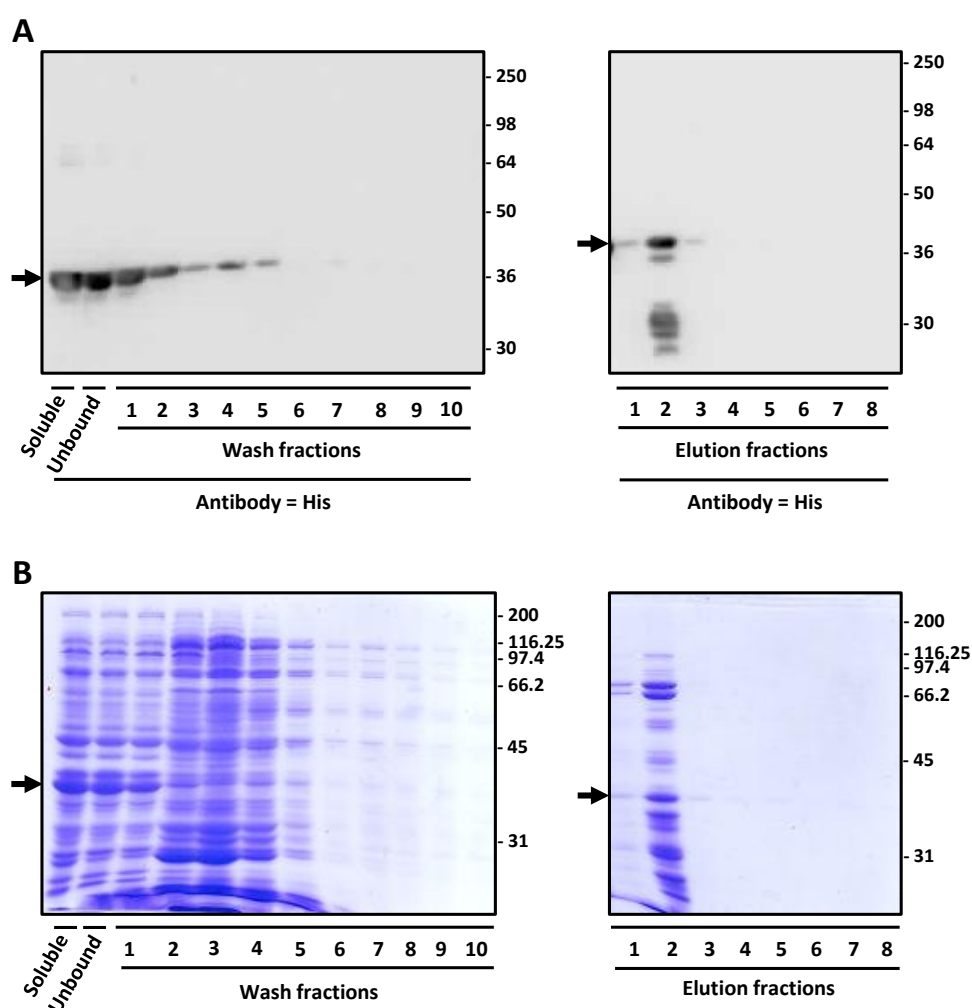 A
- 250
- 98
- 64
- 50
- 36
- 30
- 250
- 98
- 64
- 50
- 36
- 30
Soluble
Unbound
1 2 3 4 5 6 7 8 9 10
Wash fractions
Antibody = His
1 2 3 4 5 6 7 8
Elution fractions
Antibody = His
B
- 200
- 116.25
- 97.4
- 66.2
- 45
- 31
- 200
- 116.25
- 97.4
- 66.2
- 45
- 31
Soluble
Unbound
1 2 3 4 5 6 7 8 9 10
Wash fractions
1 2 3 4 5 6 7 8
Elution fractions